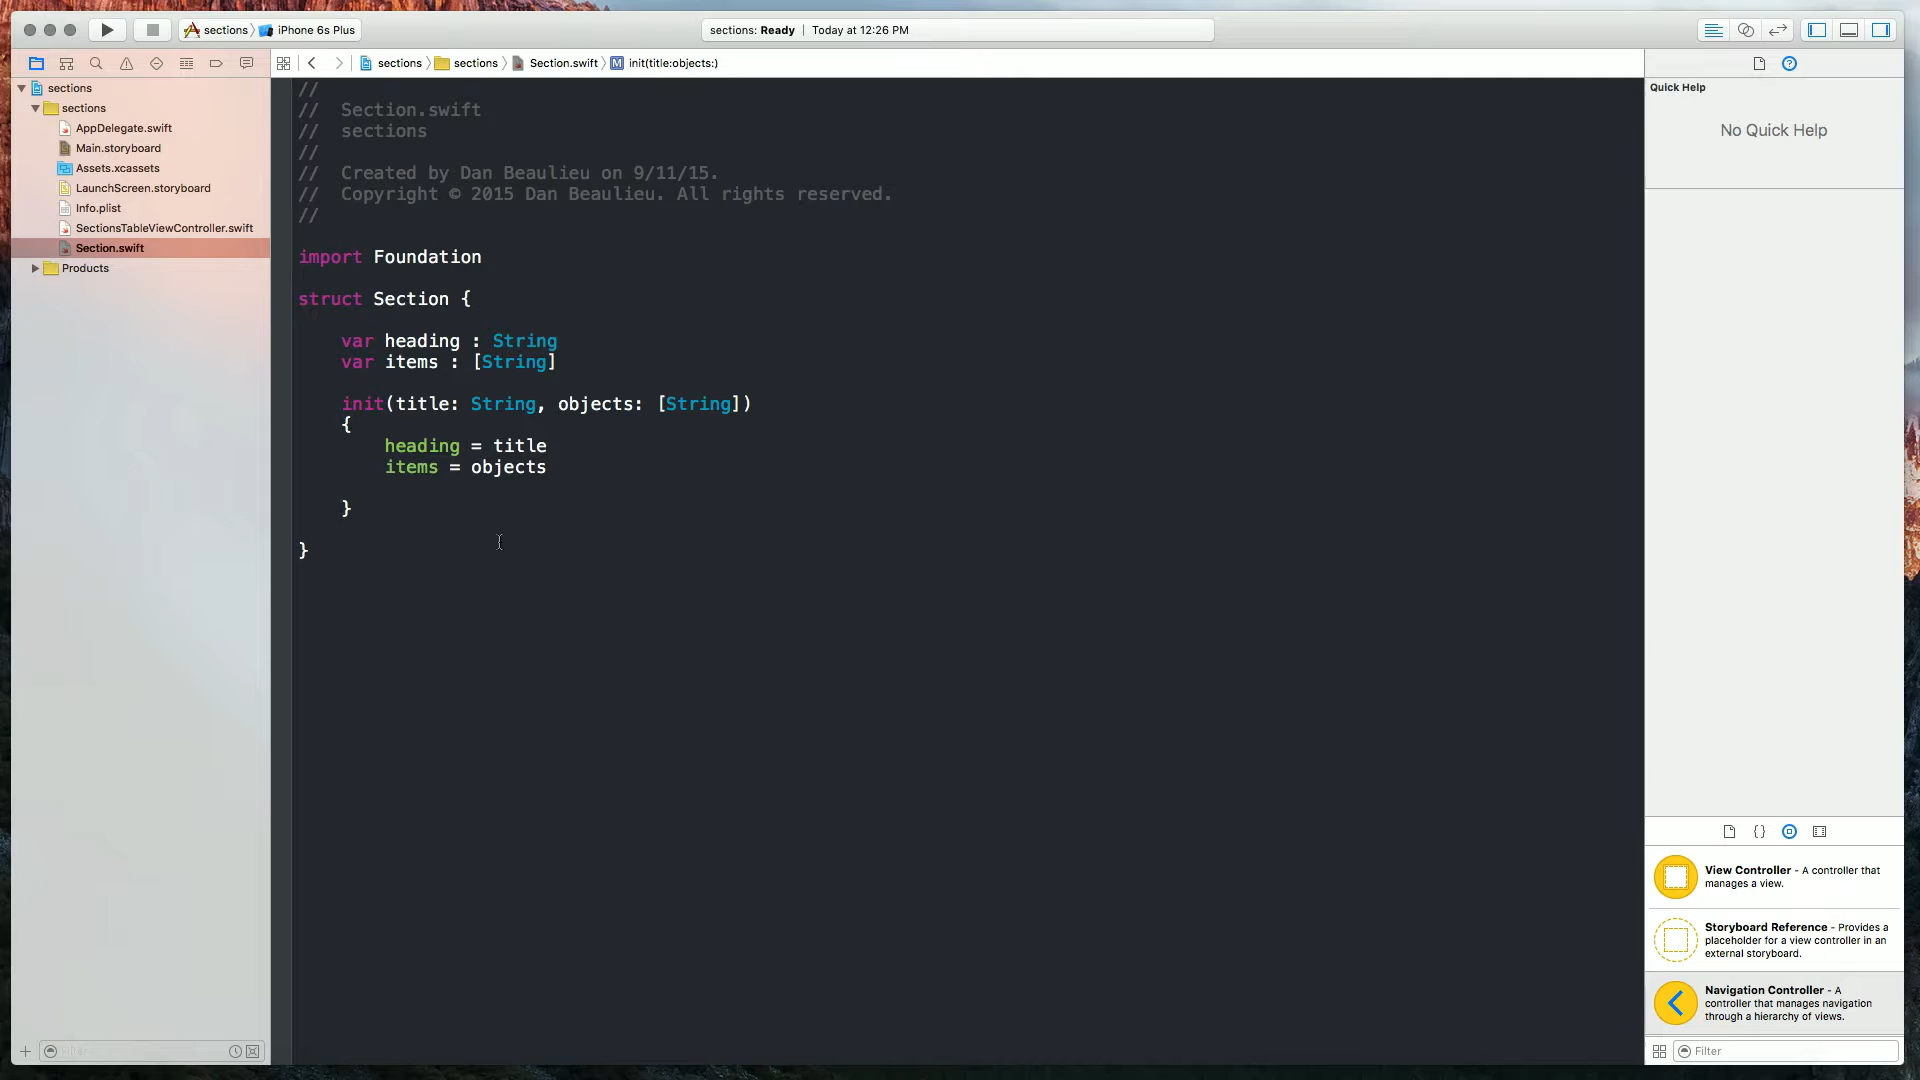 sections iPhone 6s Plus
sections: Ready | Today at 12:26 PM
sections sections Section.swift M init(title:objects:)
sections
sections
AppDelegate.swift
Main.storyboard
Assets.xcassets
LaunchScreen.storyboard
Info.plist
SectionsTableViewController.swift
Section.swift
Products
Filter
//
// Section.swift
// sections
//
// Created by Dan Beaulieu on 9/11/15.
// Copyright © 2015 Dan Beaulieu. All rights reserved.
//
import Foundation
struct Section {
var heading : String
var items : [String]
init(title: String, objects: [String])
{
heading = title
items = objects
}
}
Quick Help
No Quick Help
{}
View Controller - A controller that
manages a view.
Storyboard Reference - Provides a
placeholder for a view controller in an
external storyboard.
Navigation Controller - A
controller that manages navigation
through a hierarchy of views.
Filter